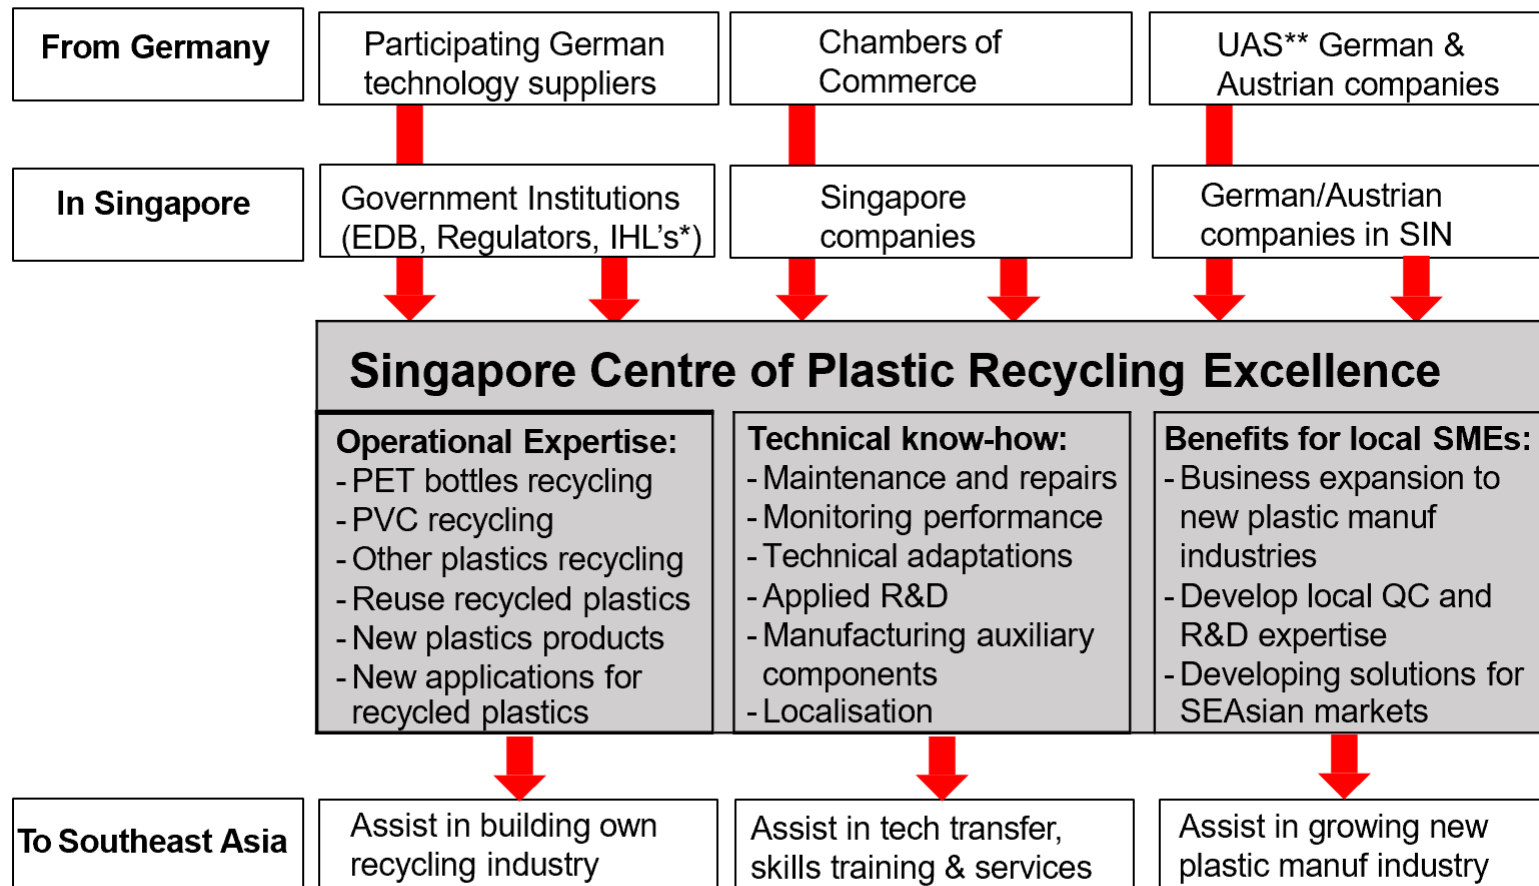 From Germany
Participating German
technology suppliers
Chambers of
Commerce
UAS** German &
Austrian companies
In Singapore
Government Institutions
(EDB, Regulators, IHL's*)
Singapore
companies
German/Austrian
companies in SIN
Singapore Centre of Plastic Recycling Excellence
Operational Expertise:
- PET bottles recycling
- PVC recycling
- Other plastics recycling
- Reuse recycled plastics
- New plastics products
- New applications for
recycled plastics
Technical know-how:
- Maintenance and repairs
- Monitoring performance
- Technical adaptations
- Applied R&D
- Manufacturing auxiliary
components
- Localisation
Benefits for local SMEs:
- Business expansion to
new plastic manuf
industries
- Develop local QC and
R&D expertise
- Developing solutions for
SEAsian markets
To Southeast Asia
Assist in building own
recycling industry
Assist in tech transfer,
skills training & services
Assist in growing new
plastic manuf industry